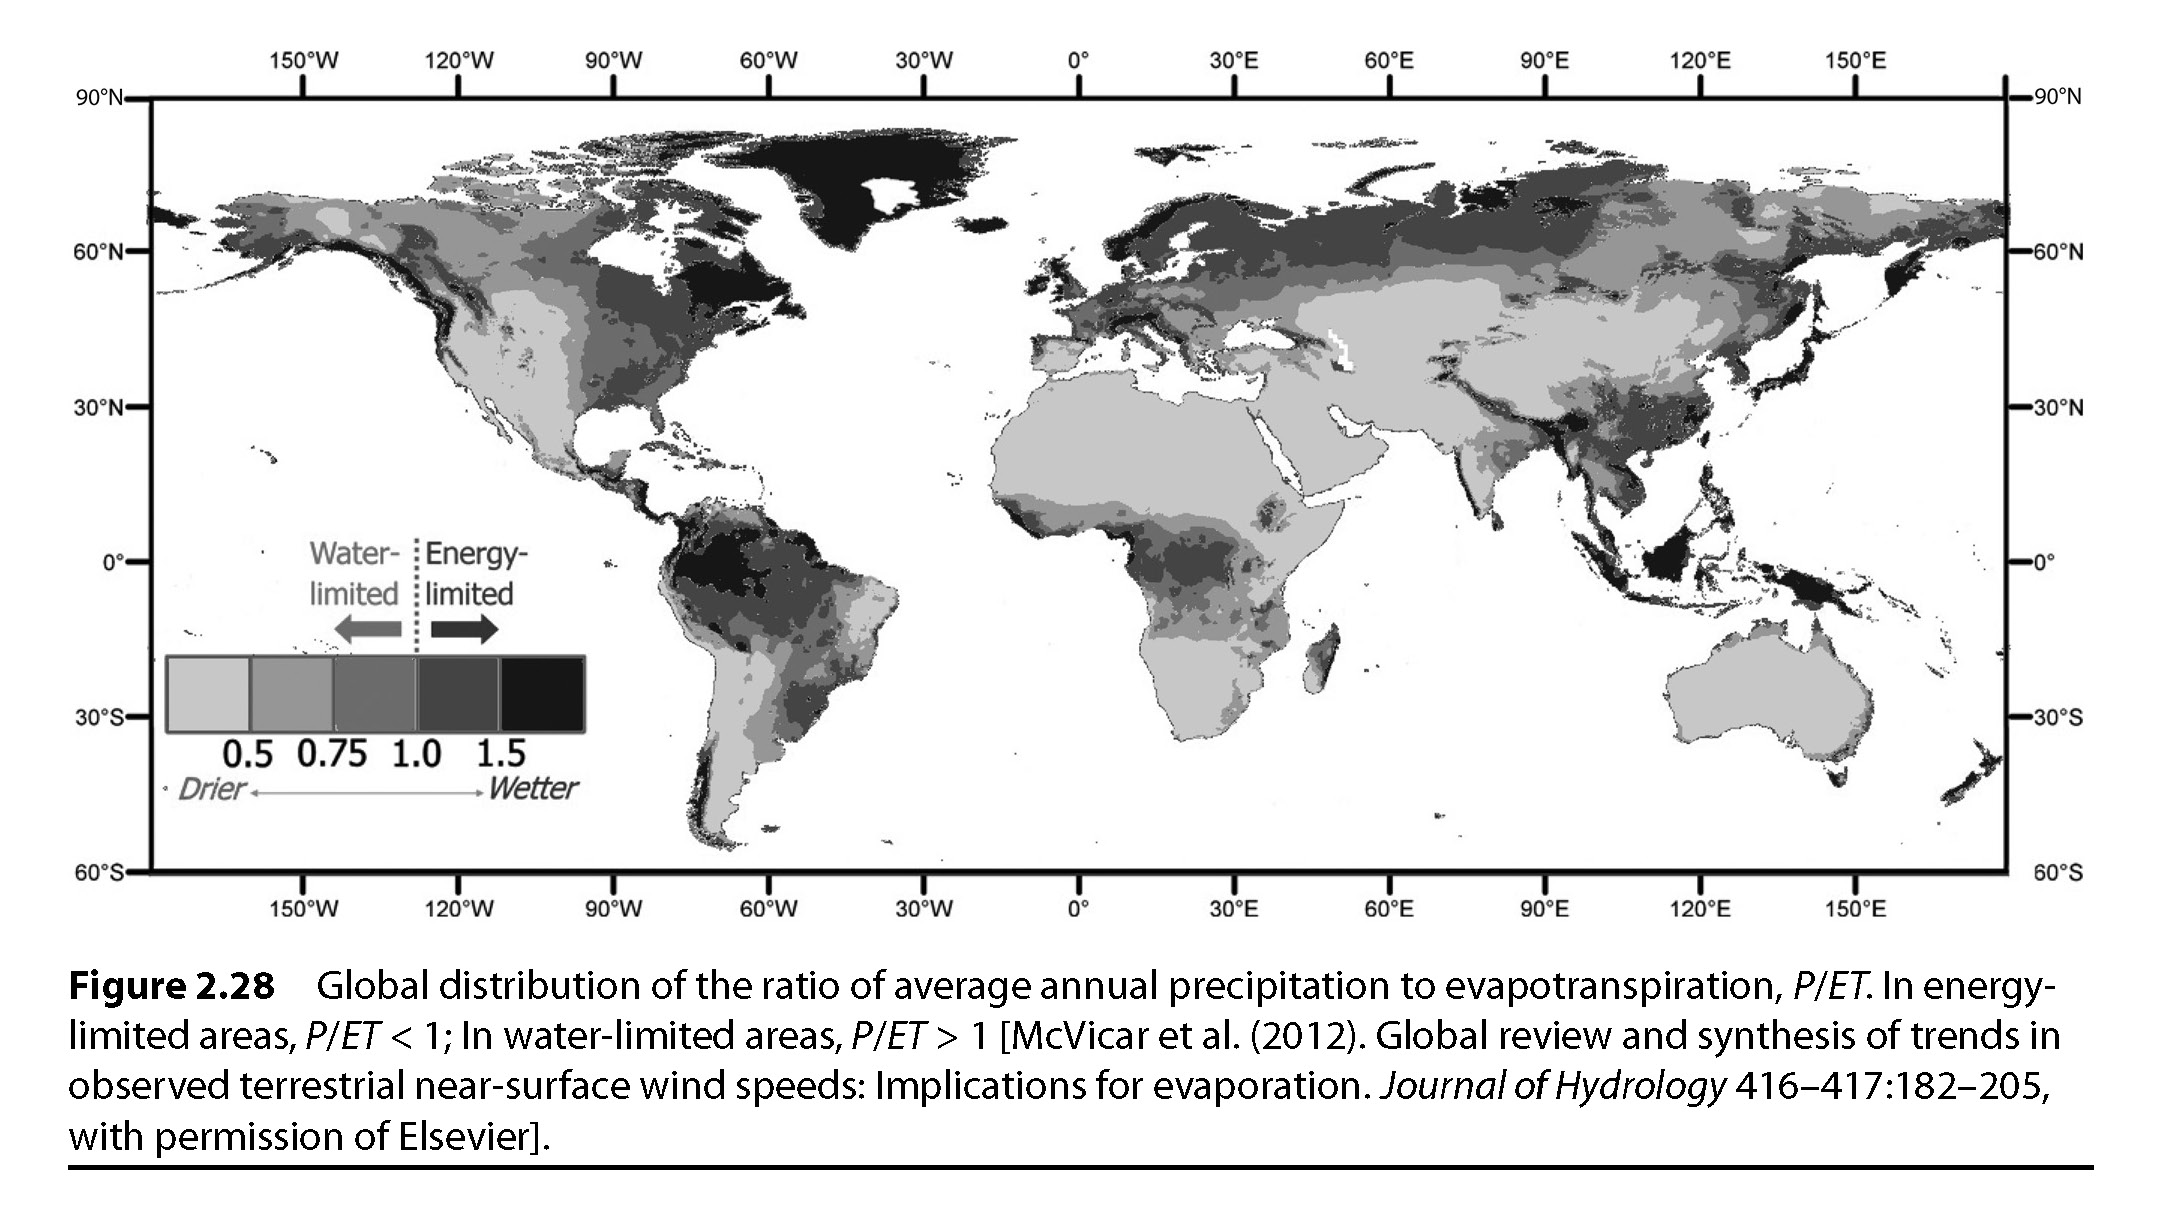 150°W 120°W 90°W 60°W 30°W 0° 30°E 60°E 90°E 120°E 150°E
90°N 90°N
60°N 60°N
30°N 30°N
Water- Energy-
limited limited
0° 0°
30°S 30°S
0.5 0.75 1.0 1.5
Drier Wetter
60°S 60°S
150°W 120°W 90°W 60°W 30°W 0° 30°E 60°E 90°E 120°E 150°E
Figure 2.28 Global distribution of the ratio of average annual precipitation to evapotranspiration, P/ET. In energy-
limited areas, P/ET < 1; In water-limited areas, P/ET > 1 [McVicar et al. (2012). Global review and synthesis of trends in
observed terrestrial near-surface wind speeds: Implications for evaporation. Journal of Hydrology 416–417:182–205,
with permission of Elsevier].